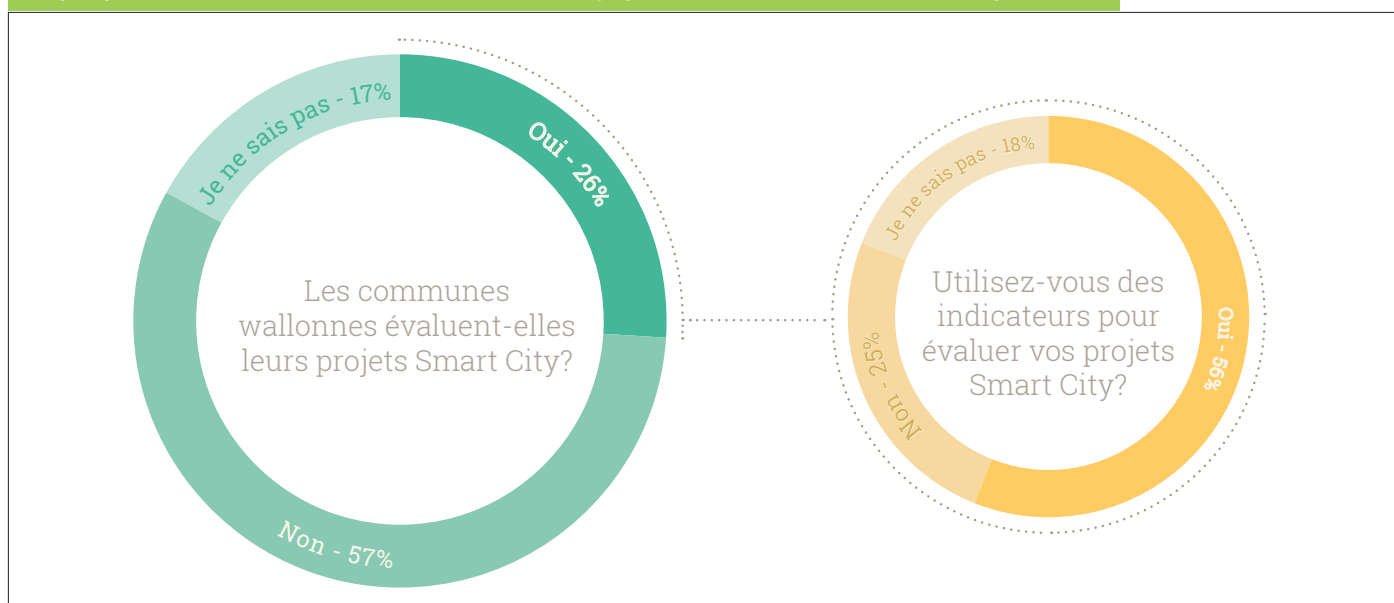 Je ne sais pas - 17%
Oui - 26%
Les communes
wallonnes évaluent-elles
leurs projets Smart City?
Non - 57%
Je ne sais pas - 18%
Oui - 56%
Utilisez-vous des
indicateurs pour
évaluer vos projets
Smart City?
Non - 25%